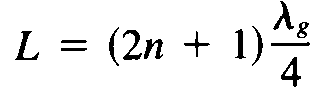 L = (2n + 1) λg/4